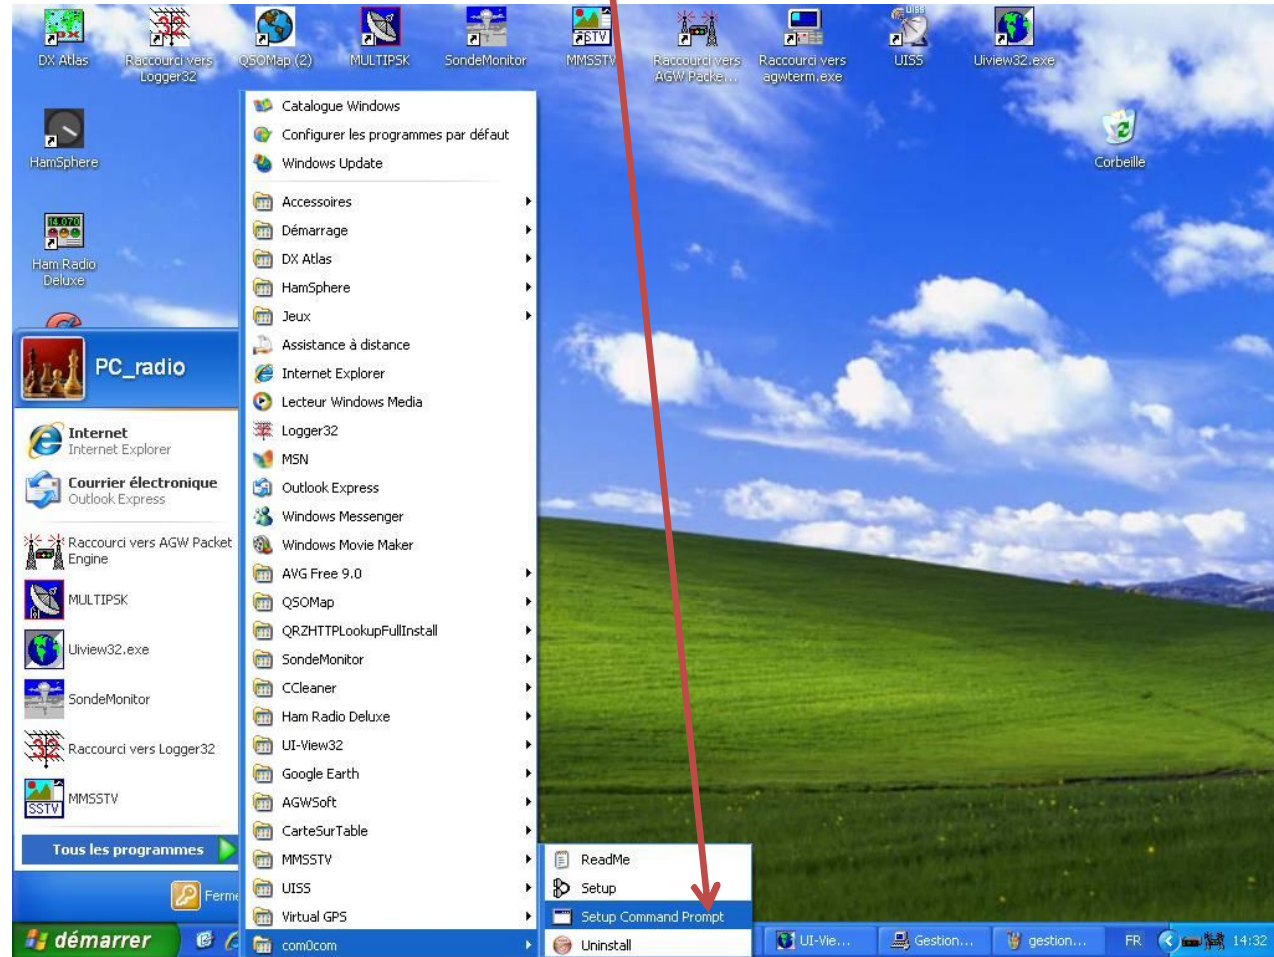 DX Atlas
Raccourci vers
Logger32
QSOMap (2)
MULTIPSK
SondeMonitor
MMSSTV
Raccourci vers
AGW Packe...
Raccourci vers
agwterm.exe
UISS
Uiview32.exe
HamSphere
Corbeille
14.070
Ham Radio
Deluxe
Catalogue Windows
Configurer les programmes par défaut
Windows Update
Accessoires
Démarrage
DX Atlas
HamSphere
Jeux
Assistance à distance
Internet Explorer
Lecteur Windows Media
Logger32
MSN
Outlook Express
Windows Messenger
Windows Movie Maker
AVG Free 9.0
QSOMap
QRZHTTPLookupFullInstall
SondeMonitor
CCleaner
Ham Radio Deluxe
UI-View32
Google Earth
AGWSoft
CarteSurTable
MMSSTV
UISS
Virtual GPS
com0com
PC_radio
Internet
Internet Explorer
Courrier électronique
Outlook Express
Raccourci vers AGW Packet
Engine
MULTIPSK
Uiview32.exe
SondeMonitor
Raccourci vers Logger32
SSTV
MMSSTV
Tous les programmes
Ferme
ReadMe
Setup
Setup Command Prompt
Uninstall
démarrer
UI-Vie...
Gestion...
gestion...
FR
14:32